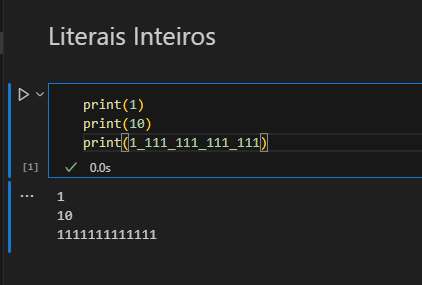 Literais Inteiros
print(1)
print(10)
print(1_111_111_111_111)
[1]
0.0s
...
1
10
1111111111111